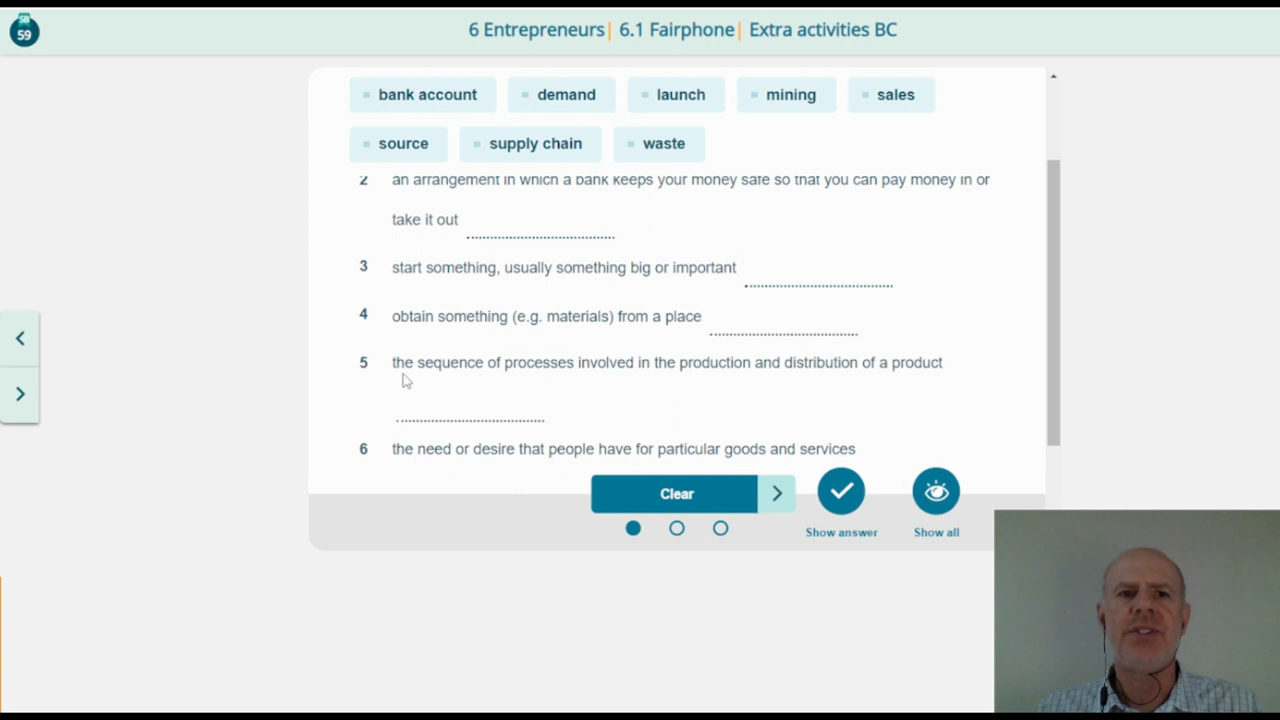 SB
59
6 Entrepreneurs| 6.1 Fairphone| Extra activities BC
bank account demand launch mining sales
source supply chain waste
2 an arrangement in which a bank keeps your money safe so that you can pay money in or
take it out
3 start something, usually something big or important
4 obtain something (e.g. materials) from a place
5 the sequence of processes involved in the production and distribution of a product
6 the need or desire that people have for particular goods and services
Clear
Show answer Show all